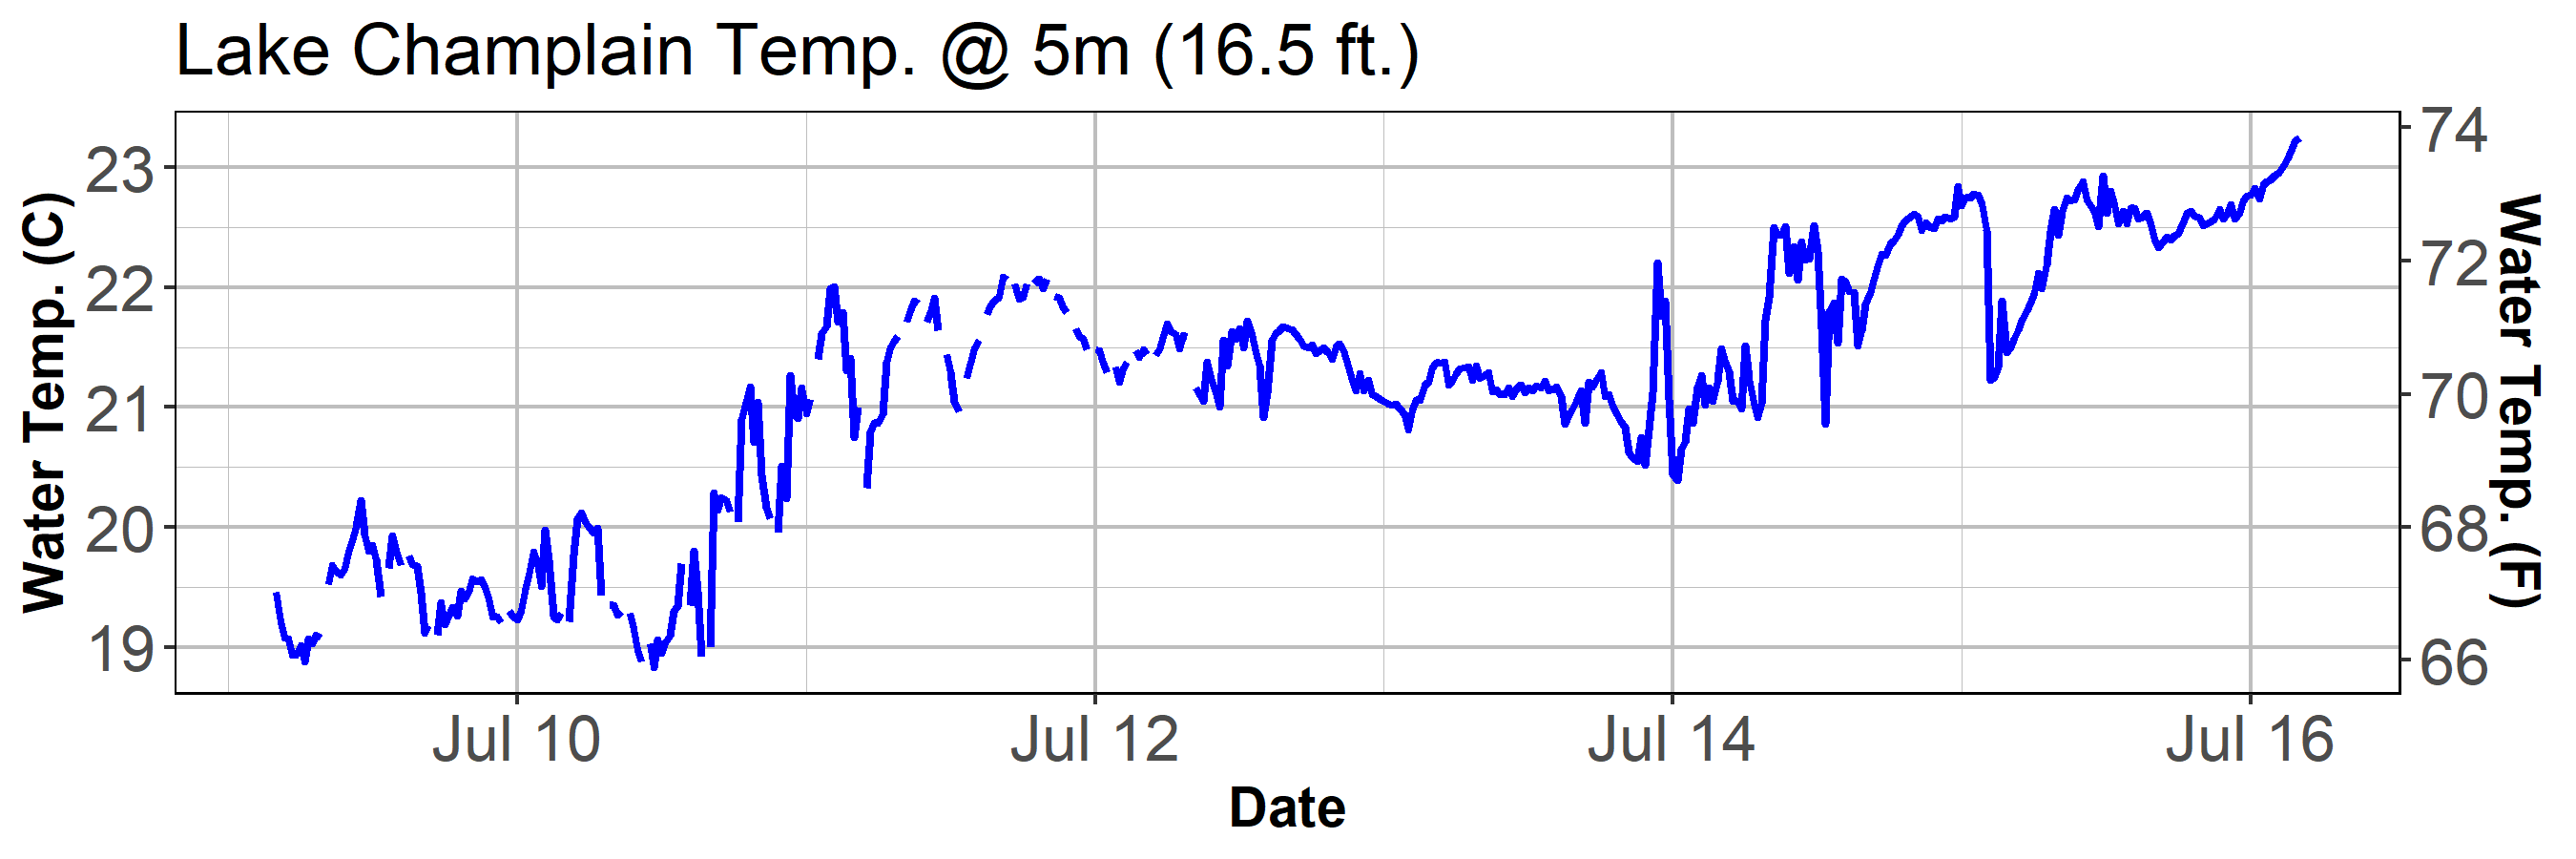 Lake Champlain Temp. @ 5m (16.5 ft.)
Water Temp. (C)
23
22
21
20
19
74
72
70
68
66
Water Temp. (F)
Jul 10 Jul 12 Jul 14 Jul 16
Date